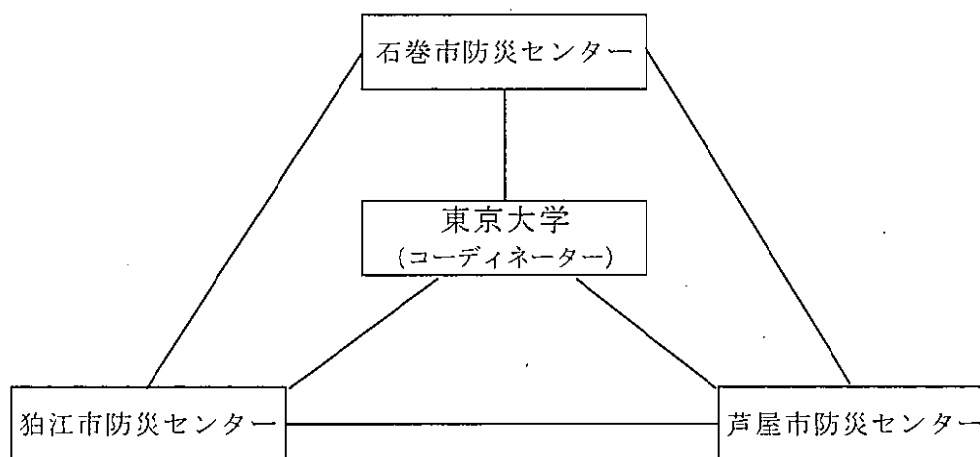 石巻市防災センター
東京大学
(コーディネーター)
狛江市防災センター
芦屋市防災センター